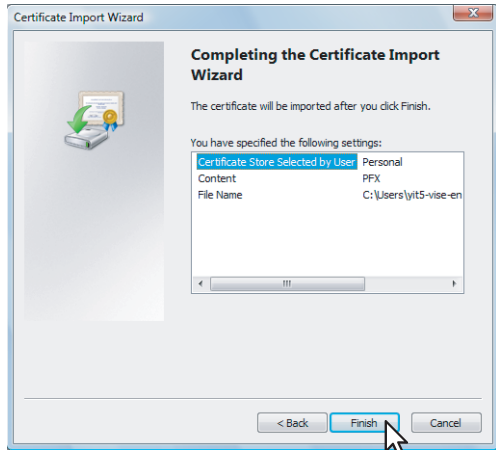 Certificate Import Wizard
Completing the Certificate Import
Wizard
The certificate will be imported after you click Finish.
You have specified the following settings:
Certificate Store Selected by User Personal
Content PFX
File Name C:\Users\yit5-vise-en
< Back Finish Cancel